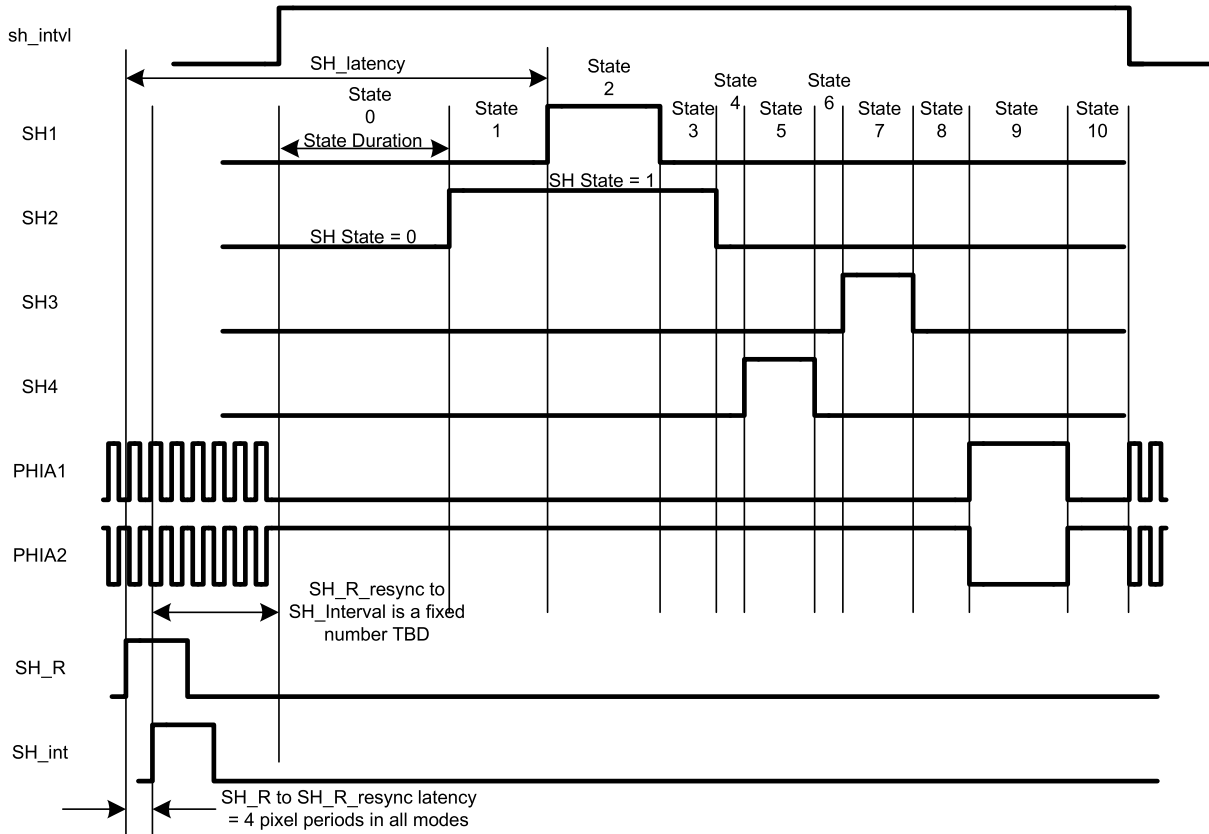 sh_intvl
SH_latency
State
0
State
1
State
2
State
3
State
4
State
5
State
6
State
7
State
8
State
9
State
10
SH1
State Duration
SH State = 1
SH2
SH State = 0
SH3
SH4
PHIA1
PHIA2
SH_R_resync to
SH_Interval is a fixed
number TBD
SH_R
SH_int
SH_R to SH_R_resync latency
= 4 pixel periods in all modes